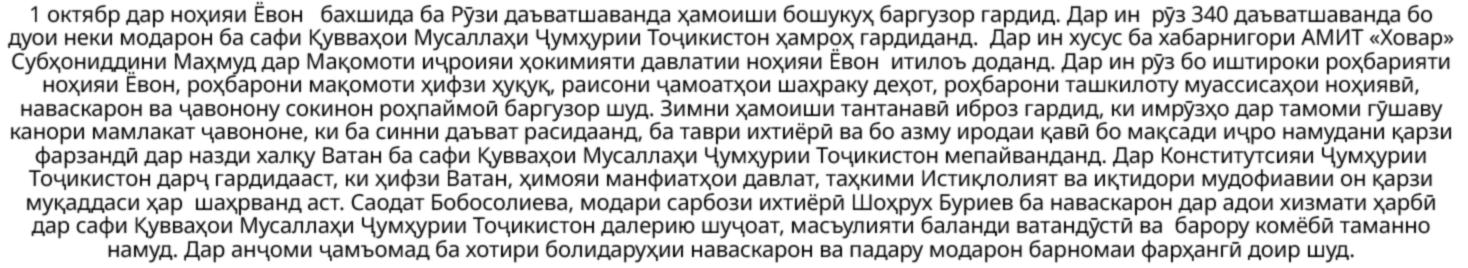 1 октябр дар ноҳияи Ёвон бахшида ба Рӯзи даъватшаванда ҳамоиши бошукуҳ баргузор гардид. Дар ин рӯз 340 даъватшаванда бо
дуои неки модарон ба сафи Қувваҳои Мусаллаҳи Ҷумҳурии Тоҷикистон ҳамроҳ гардиданд. Дар ин хусус ба хабарнигори АМИТ «Ховар»
Субҳониддини Маҳмуд дар Мақомоти иҷроияи ҳокимияти давлатии ноҳияи Ёвон итилоъ доданд. Дар ин рӯз бо иштироки роҳбарияти
ноҳияи Ёвон, роҳбарони мақомоти ҳифзи ҳуқуқ, раисони ҷамоатҳои шаҳраку деҳот, роҳбарони ташкилоту муассисаҳои ноҳиявӣ,
наваскарон ва ҷавонону сокинон роҳпаймоӣ баргузор шуд. Зимни ҳамоиши тантанавӣ иброз гардид, ки имрӯзҳо дар тамоми гӯшаву
канори мамлакат ҷавононе, ки ба синни даъват расидаанд, ба таври ихтиёрӣ ва бо азму иродаи қавӣ бо мақсади иҷро намудани қарзи
фарзандӣ дар назди халқу Ватан ба сафи Қувваҳои Мусаллаҳи Ҷумҳурии Тоҷикистон мепайванданд. Дар Конститутсияи Ҷумҳурии
Тоҷикистон дарҷ гардидааст, ки ҳифзи Ватан, ҳимояи манфиатҳои давлат, таҳкими Истиқлолият ва иқтидори мудофиавии он қарзи
муқаддаси ҳар шаҳрванд аст. Саодат Бобосолиева, модари сарбози ихтиёрӣ Шоҳрух Буриев ба наваскарон дар адои хизмати ҳарбӣ
дар сафи Қувваҳои Мусаллаҳи Ҷумҳурии Тоҷикистон далерию шуҷоат, масъулияти баланди ватандӯстӣ ва барору комёбӣ таманно
намуд. Дар анҷоми ҷамъомад ба хотири болидаруҳии наваскарон ва падару модарон барномаи фарҳангӣ доир шуд.